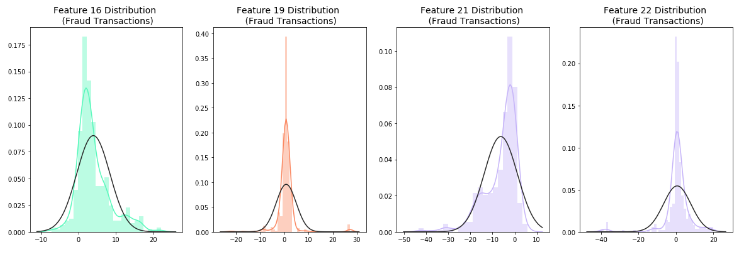 Feature 16 Distribution
(Fraud Transactions)
0.175
0.150
0.125
0.100
0.075
0.050
0.025
0.000
−10 0 10 20
Feature 19 Distribution
(Fraud Transactions)
0.40
0.35
0.30
0.25
0.20
0.15
0.10
0.05
0.00
−20 −10 0 10 20 30
Feature 21 Distribution
(Fraud Transactions)
0.10
0.08
0.06
0.04
0.02
0.00
−50 −40 −30 −20 −10 0 10
Feature 22 Distribution
(Fraud Transactions)
0.20
0.15
0.10
0.05
0.00
−40 −20 0 20